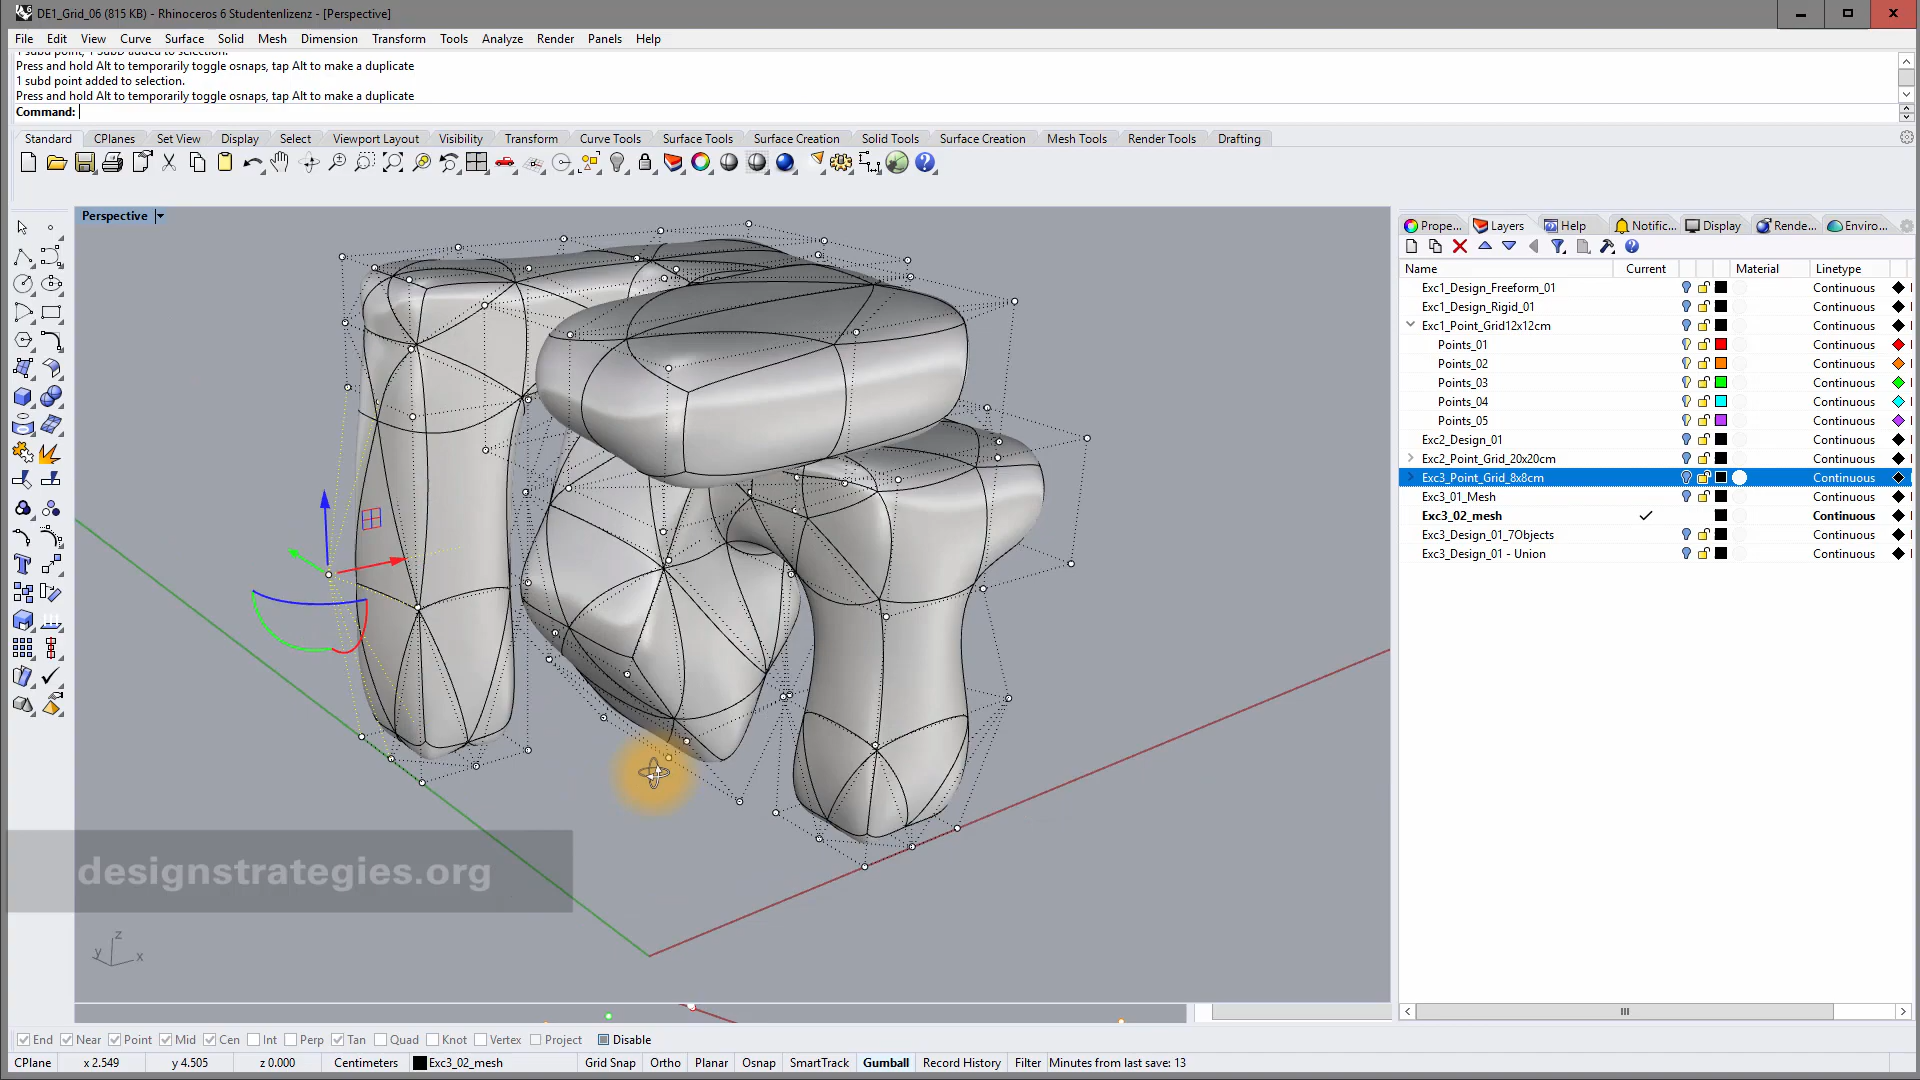 DE1_Grid_06 (815 KB) - Rhinoceros 6 Studentenlizenz - [Perspective]
File Edit View Curve Surface Solid Mesh Dimension Transform Tools Analyze Render Panels Help
1 subd point, 1 SubD added to selection.
Press and hold Alt to temporarily toggle osnaps, tap Alt to make a duplicate
1 subd point added to selection.
Press and hold Alt to temporarily toggle osnaps, tap Alt to make a duplicate
Command:
Standard CPlanes Set View Display Select Viewport Layout Visibility Transform Curve Tools Surface Tools Surface Creation Solid Tools Surface Creation Mesh Tools Render Tools Drafting
Perspective
Prope... Layers Help Notific... Display Rende... Enviro...
Name Current Material Linetype
Exc1_Design_Freeform_01 Continuous
Exc1_Design_Rigid_01 Continuous
Exc1_Point_Grid12x12cm Continuous
Points_01 Continuous
Points_02 Continuous
Points_03 Continuous
Points_04 Continuous
Points_05 Continuous
Exc2_Design_01 Continuous
Exc2_Point_Grid_20x20cm Continuous
Exc3_Point_Grid_8x8cm Continuous
Exc3_01_Mesh Continuous
Exc3_02_mesh Continuous
Exc3_Design_01_7Objects Continuous
Exc3_Design_01 - Union Continuous
designstrategies.org
z
y x
End Near Point Mid Cen Int Perp Tan Quad Knot Vertex Project Disable
CPlane x 2.549 y 4.505 z 0.000 Centimeters Exc3_02_mesh Grid Snap Ortho Planar Osnap SmartTrack Gumball Record History Filter Minutes from last save: 13